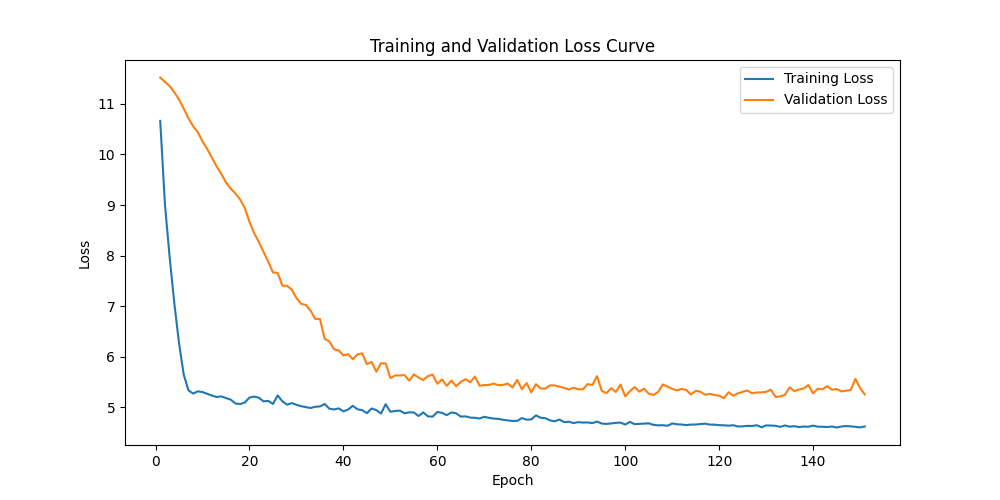 Training and Validation Loss Curve
Training Loss
Validation Loss
11
10
9
8
7
6
5
Loss
0 20 40 60 80 100 120 140
Epoch